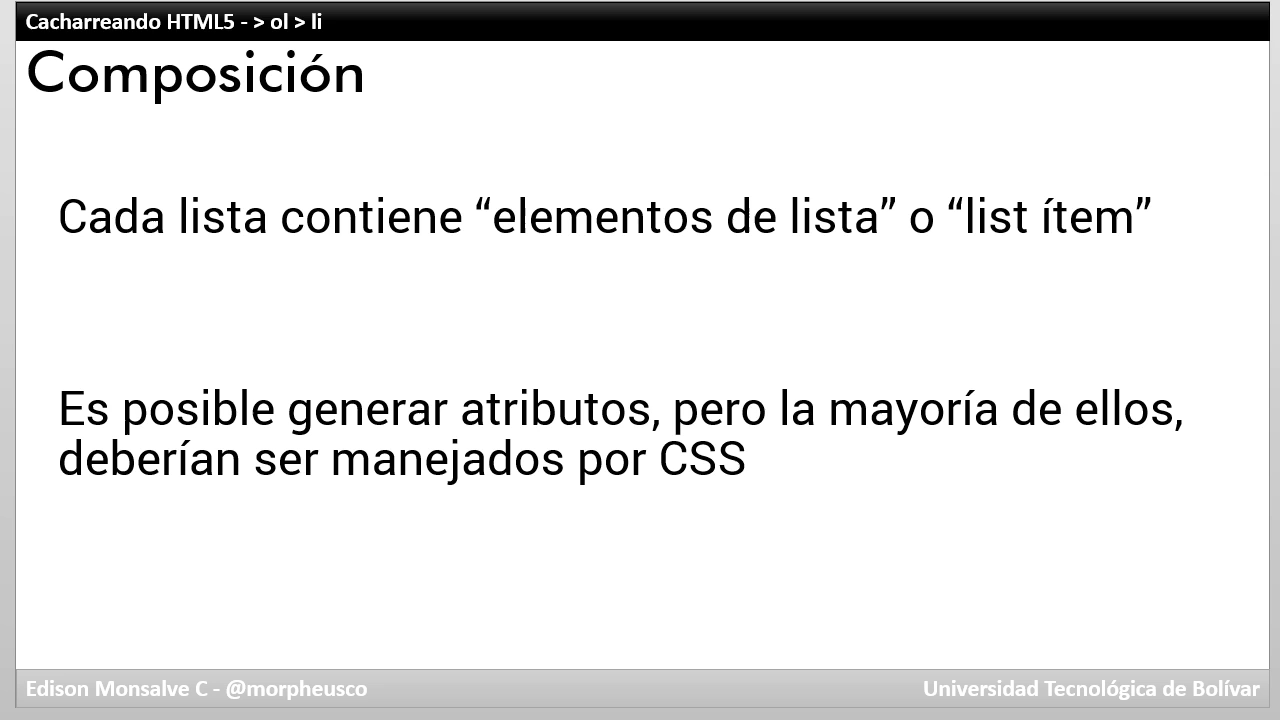 Cacharreando HTML5 - > ol > li
Composición
Cada lista contiene “elementos de lista” o “list ítem”
Es posible generar atributos, pero la mayoría de ellos,
deberían ser manejados por CSS
Edison Monsalve C - @morpheusco
Universidad Tecnológica de Bolívar